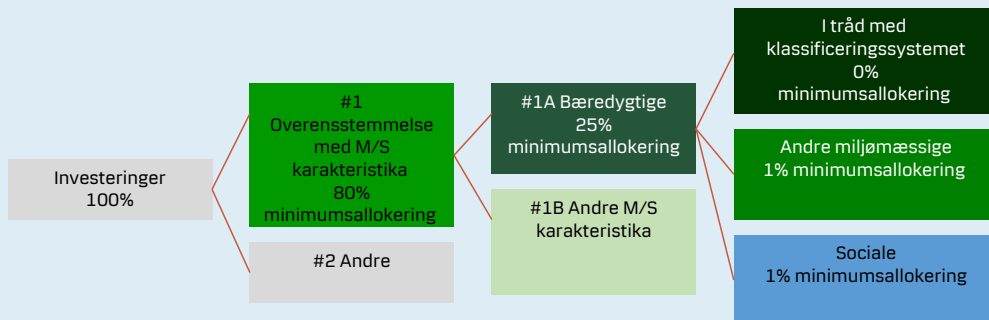 Investeringer
100%
#1
Overensstemmelse
med M/S
karakteristika
80%
minimumsallokering
#2 Andre
#1A Bæredygtige
25%
minimumsallokering
#1B Andre M/S
karakteristika
I tråd med
klassificeringssystemet
0%
minimumsallokering
Andre miljømæssige
1% minimumsallokering
Sociale
1% minimumsallokering